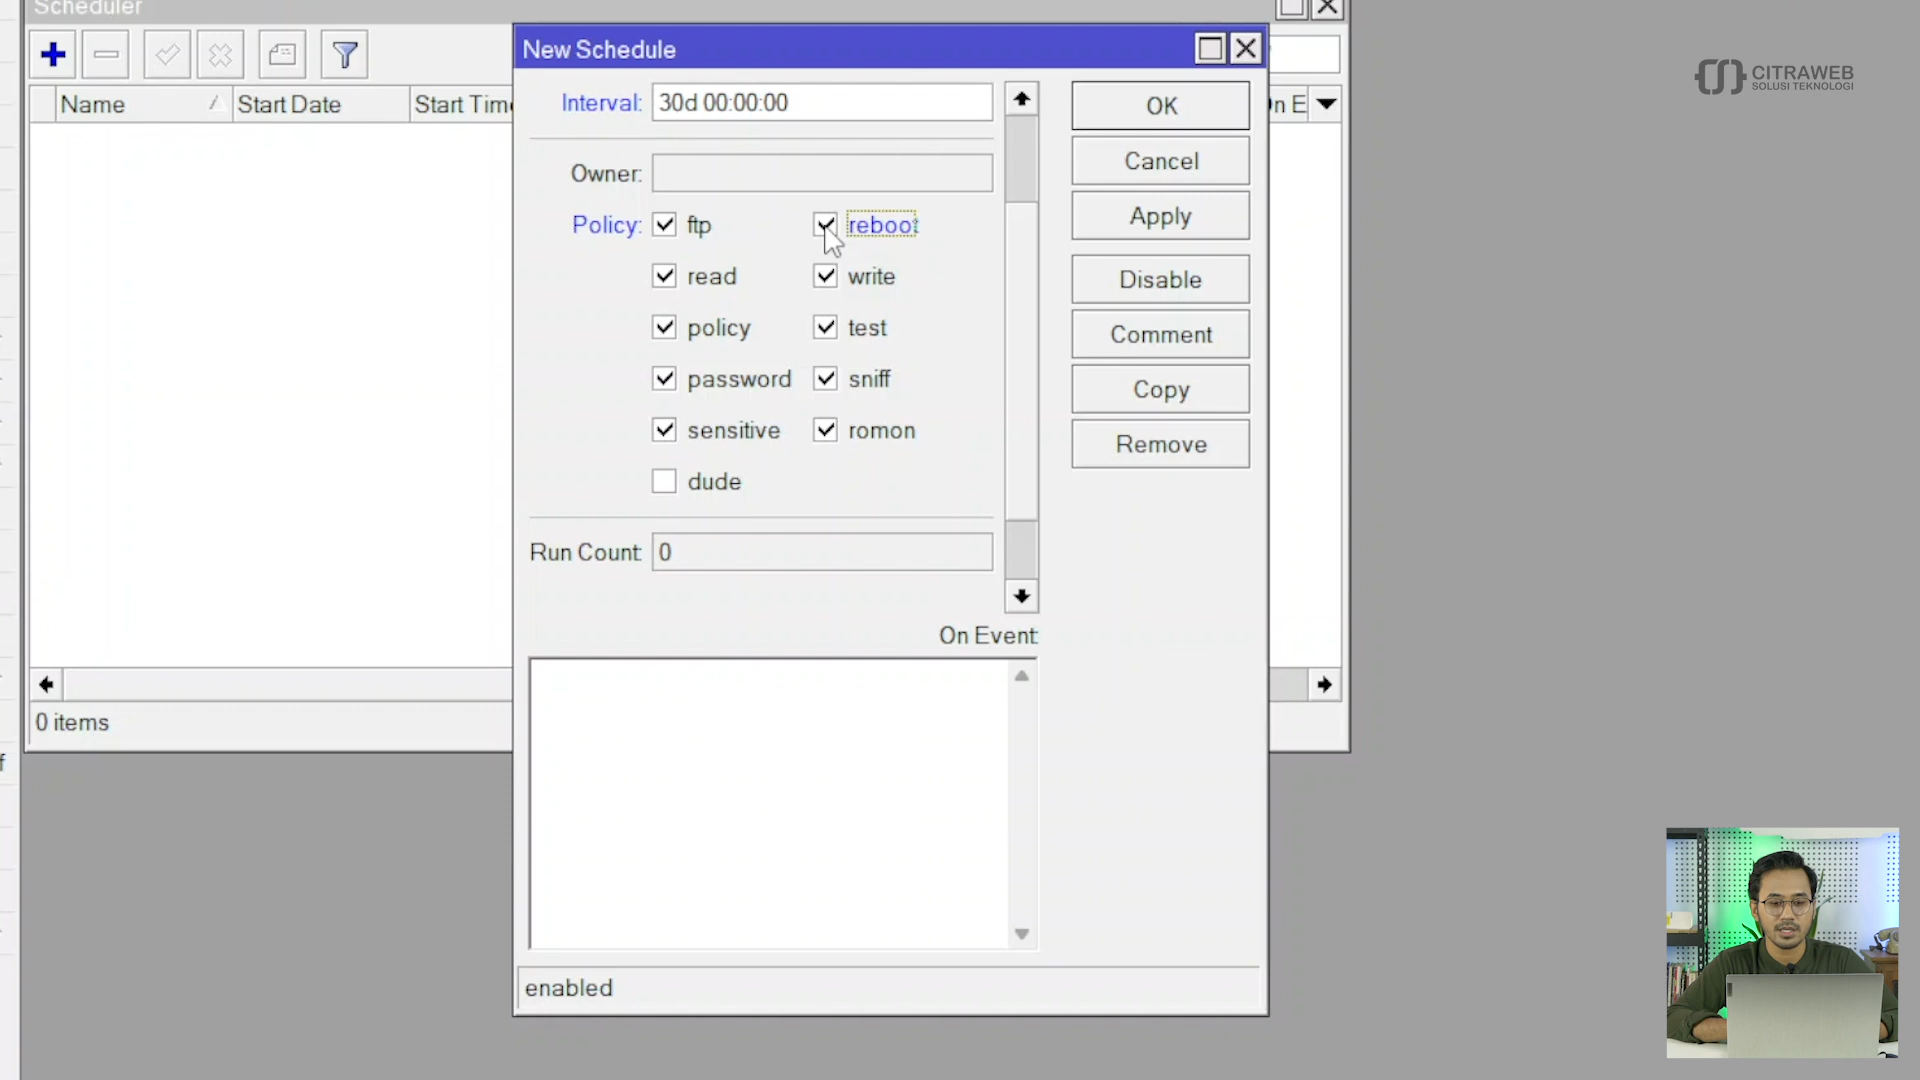 Scheduler
Name
Start Date
Start Tim
n E
0 items
f
New Schedule
Interval: 30d 00:00:00
Owner:
Policy: ftp reboot
read write
policy test
password sniff
sensitive romon
dude
Run Count: 0
On Event:
enabled
OK
Cancel
Apply
Disable
Comment
Copy
Remove
CITRAWEB
SOLUSI TEKNOLOGI